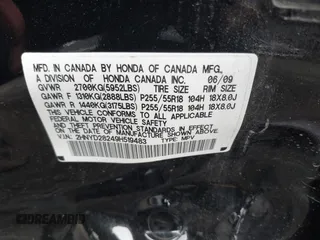 MFD. IN CANADA BY HONDA OF CANADA MFG.,
A DIVISION OF HONDA CANADA INC. 06/09
GVWR 2700KG(5952LBS) TIRE SIZE RIM SIZE
GAWR F 1310KG(2888LBS) P255/55R18 104H 18X8.0J
GAWR R 1440KG(3175LBS) P255/55R18 104H 18X8.0J
THIS VEHICLE CONFORMS TO ALL APPLICABLE
FEDERAL MOTOR VEHICLE SAFETY AND
THEFT PREVENTION STANDARDS IN EFFECT ON THE
DATE OF MANUFACTURE SHOWN ABOVE.
V.I.N. 2HNYD28249H519483 TYPE MPV
IDREAMBID